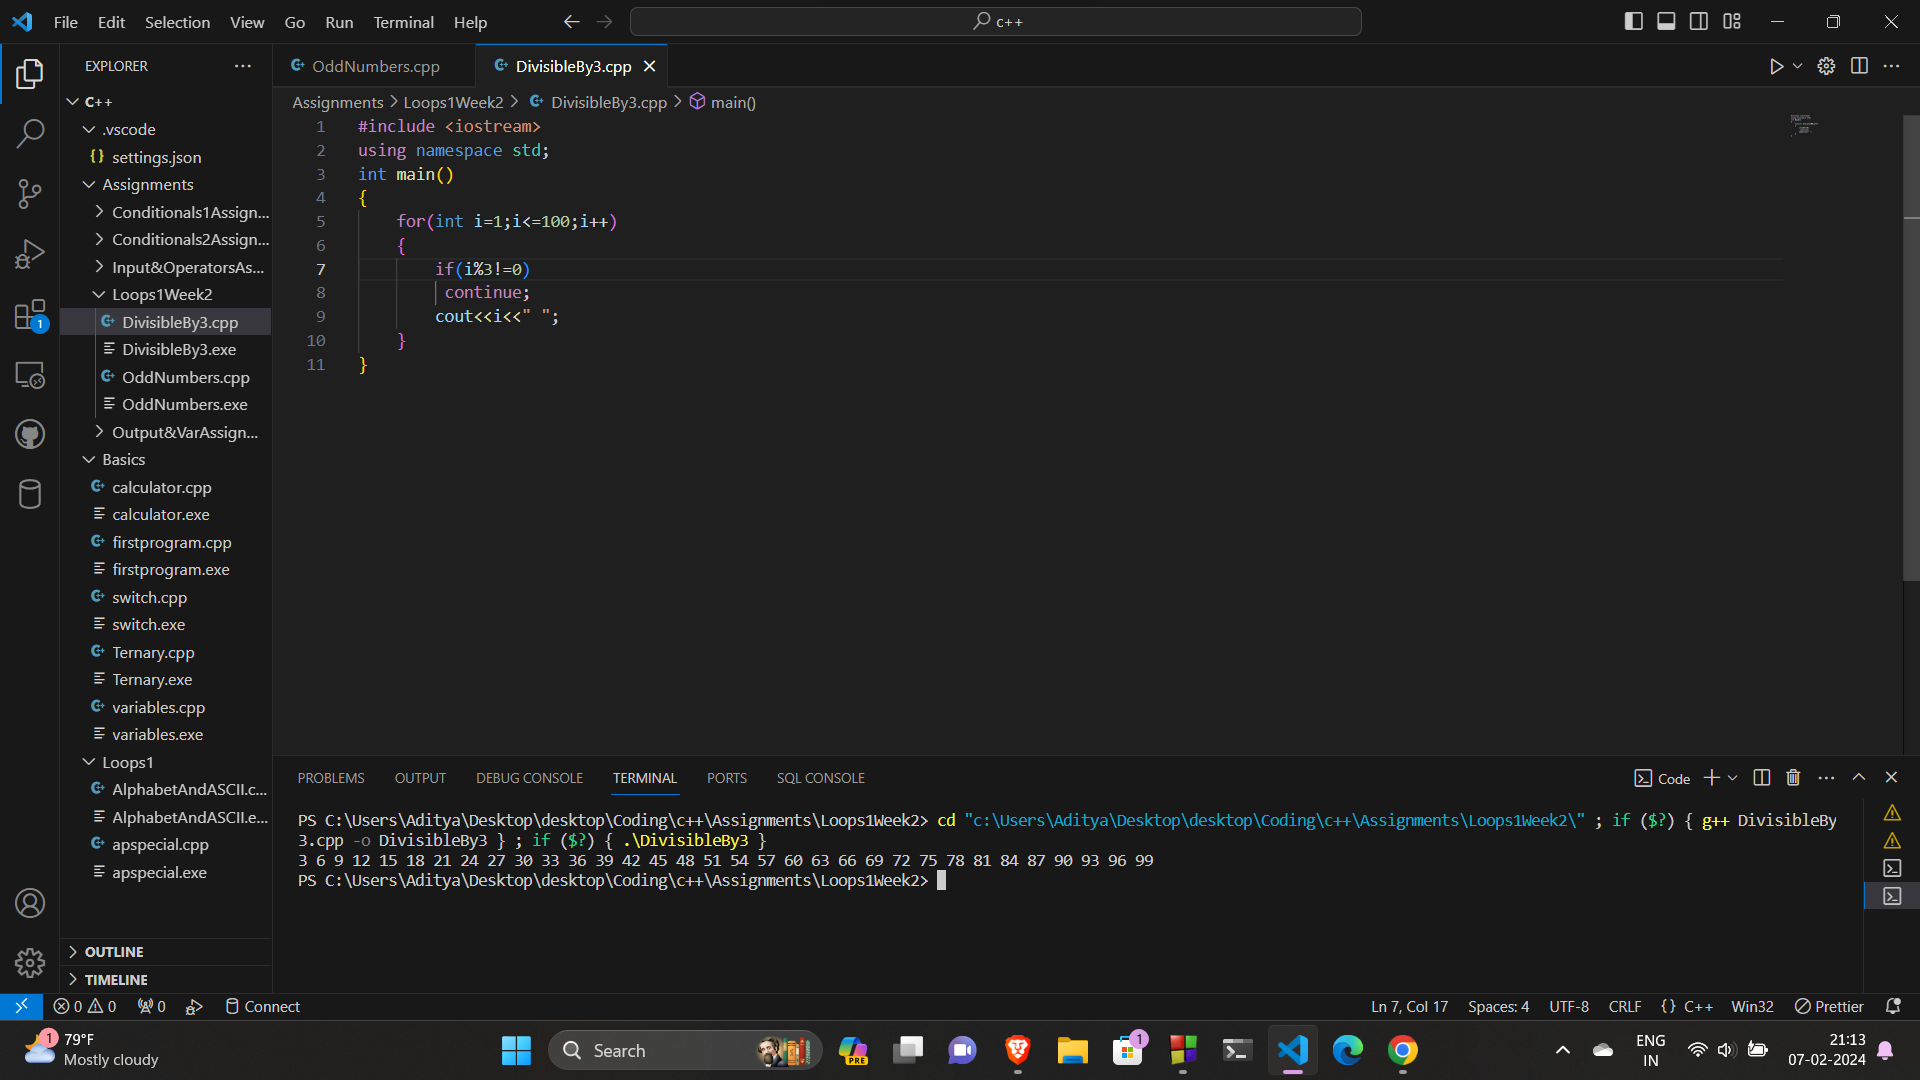 File Edit Selection View Go Run Terminal Help
c++
EXPLORER
OddNumbers.cpp
DivisibleBy3.cpp
C++
.vscode
settings.json
Assignments
Conditionals1Assign...
Conditionals2Assign...
Input&OperatorsAs...
Loops1Week2
DivisibleBy3.cpp
DivisibleBy3.exe
OddNumbers.cpp
OddNumbers.exe
Output&VarAssign...
Basics
calculator.cpp
calculator.exe
firstprogram.cpp
firstprogram.exe
switch.cpp
switch.exe
Ternary.cpp
Ternary.exe
variables.cpp
variables.exe
Loops1
AlphabetAndASCII.c...
AlphabetAndASCII.e...
apspecial.cpp
apspecial.exe
OUTLINE
TIMELINE
Assignments > Loops1Week2 > DivisibleBy3.cpp > main()
1 #include <iostream>
2 using namespace std;
3 int main()
4 {
5 for(int i=1;i<=100;i++)
6 {
7 if(i%3!=0)
8 continue;
9 cout<<i<<" ";
10 }
11 }
PROBLEMS OUTPUT DEBUG CONSOLE TERMINAL PORTS SQL CONSOLE
Code
PS C:\Users\Aditya\Desktop\desktop\Coding\c++\Assignments\Loops1Week2> cd "c:\Users\Aditya\Desktop\desktop\Coding\c++\Assignments\Loops1Week2\" ; if ($?) { g++ DivisibleBy
3.cpp -o DivisibleBy3 } ; if ($?) { .\DivisibleBy3 }
3 6 9 12 15 18 21 24 27 30 33 36 39 42 45 48 51 54 57 60 63 66 69 72 75 78 81 84 87 90 93 96 99
PS C:\Users\Aditya\Desktop\desktop\Coding\c++\Assignments\Loops1Week2>
1
0 0 0 Connect
Ln 7, Col 17 Spaces: 4 UTF-8 CRLF {} C++ Win32 Prettier
1
79°F
Mostly cloudy
Search
PRE
1
ENG
IN
21:13
07-02-2024